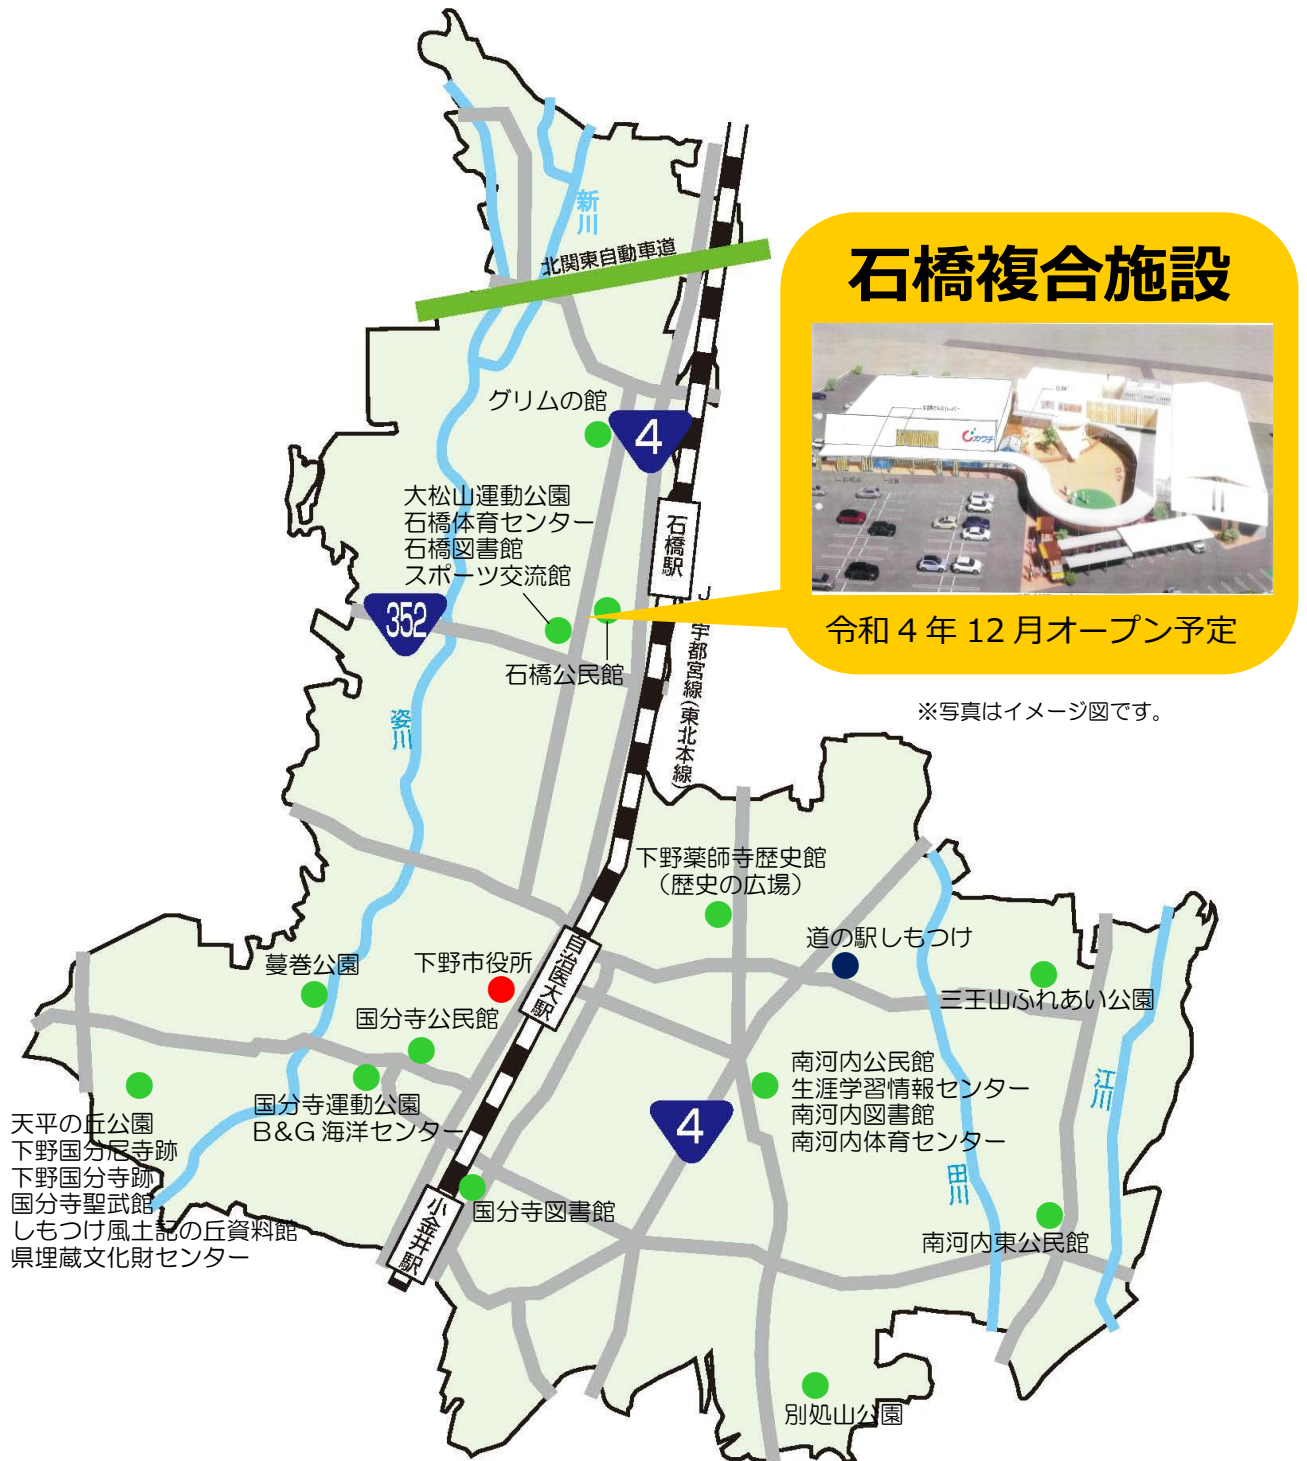 新川
北関東自動車道
石橋複合施設
カワチ
令和4年12月オープン予定
※写真はイメージ図です。
グリムの館
4
大松山運動公園
石橋体育センター
石橋図書館
スポーツ交流館
石橋駅
352
石橋公民館
J 宇都宮線(東北本線)
姿川
下野薬師寺歴史館
(歴史の広場)
道の駅しもつけ
三王山ふれあい公園
蔓巻公園
下野市役所
自治医大駅
国分寺公民館
国分寺運動公園
B&G海洋センター
南河内公民館
生涯学習情報センター
南河内図書館
南河内体育センター
江川
4
田川
天平の丘公園
下野国分尼寺跡
下野国分寺跡
国分寺聖武館
しもつけ風土記の丘資料館
県埋蔵文化財センター
小金井駅
国分寺図書館
南河内東公民館
別処山公園